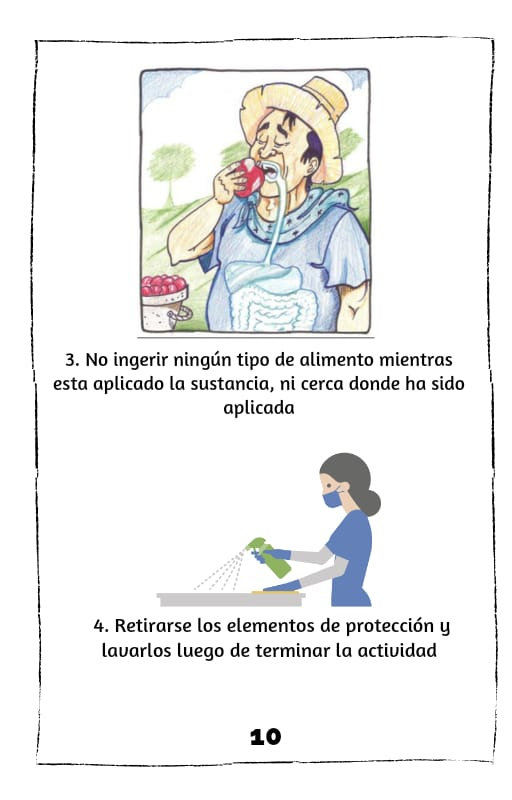 3. No ingerir ningún tipo de alimento mientras
esta aplicado la sustancia, ni cerca donde ha sido
aplicada
4. Retirarse los elementos de protección y
lavarlos luego de terminar la actividad
10